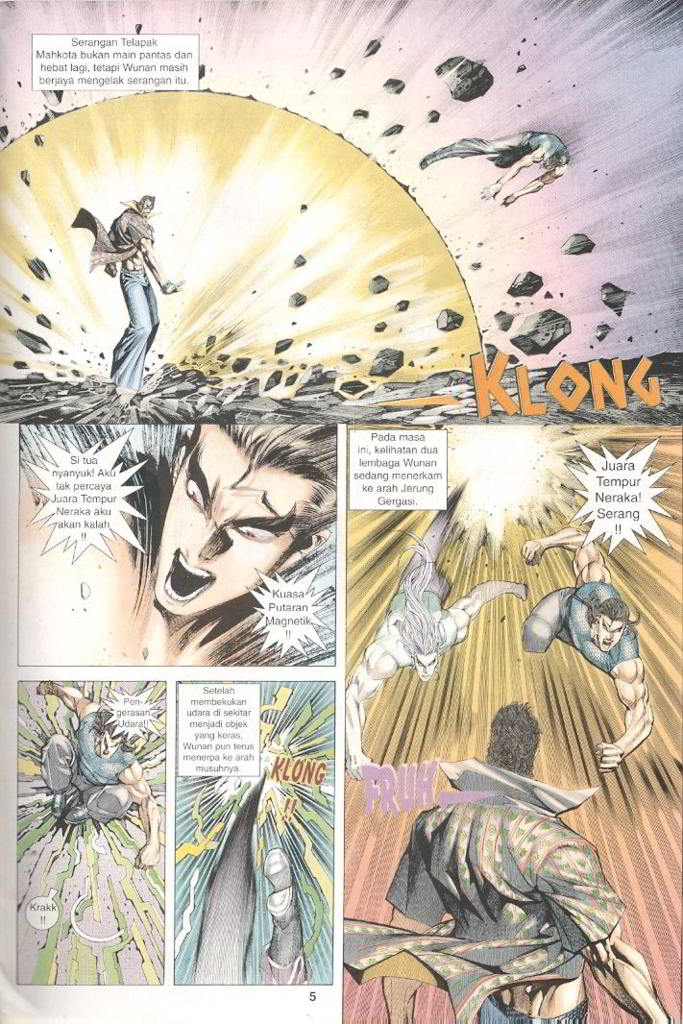 Serangan Telapak
Mahkota bukan main pantas dan
hebat lagi, tetapi Wunan masih
berjaya mengelak serangan itu.
KLONG
Si tua
nyanyuk! Aku
tak percaya
Juara Tempur
Neraka aku
akan kalah
!!
Kuasa
Putaran
Magnetik
!!
Pen-
gerasan
Udara!!
Krakk
!!
Setelah
membekukan
udara di sekitar
menjadi objek
yang keras,
Wunan pun terus
menerpa ke arah
musuhnya.
KLONG
!!
Pada masa
ini, kelihatan dua
lembaga Wunan
sedang menerkam
ke arah Jerung
Gergasi.
Juara
Tempur
Neraka!
Serang
!!
PRUH
5